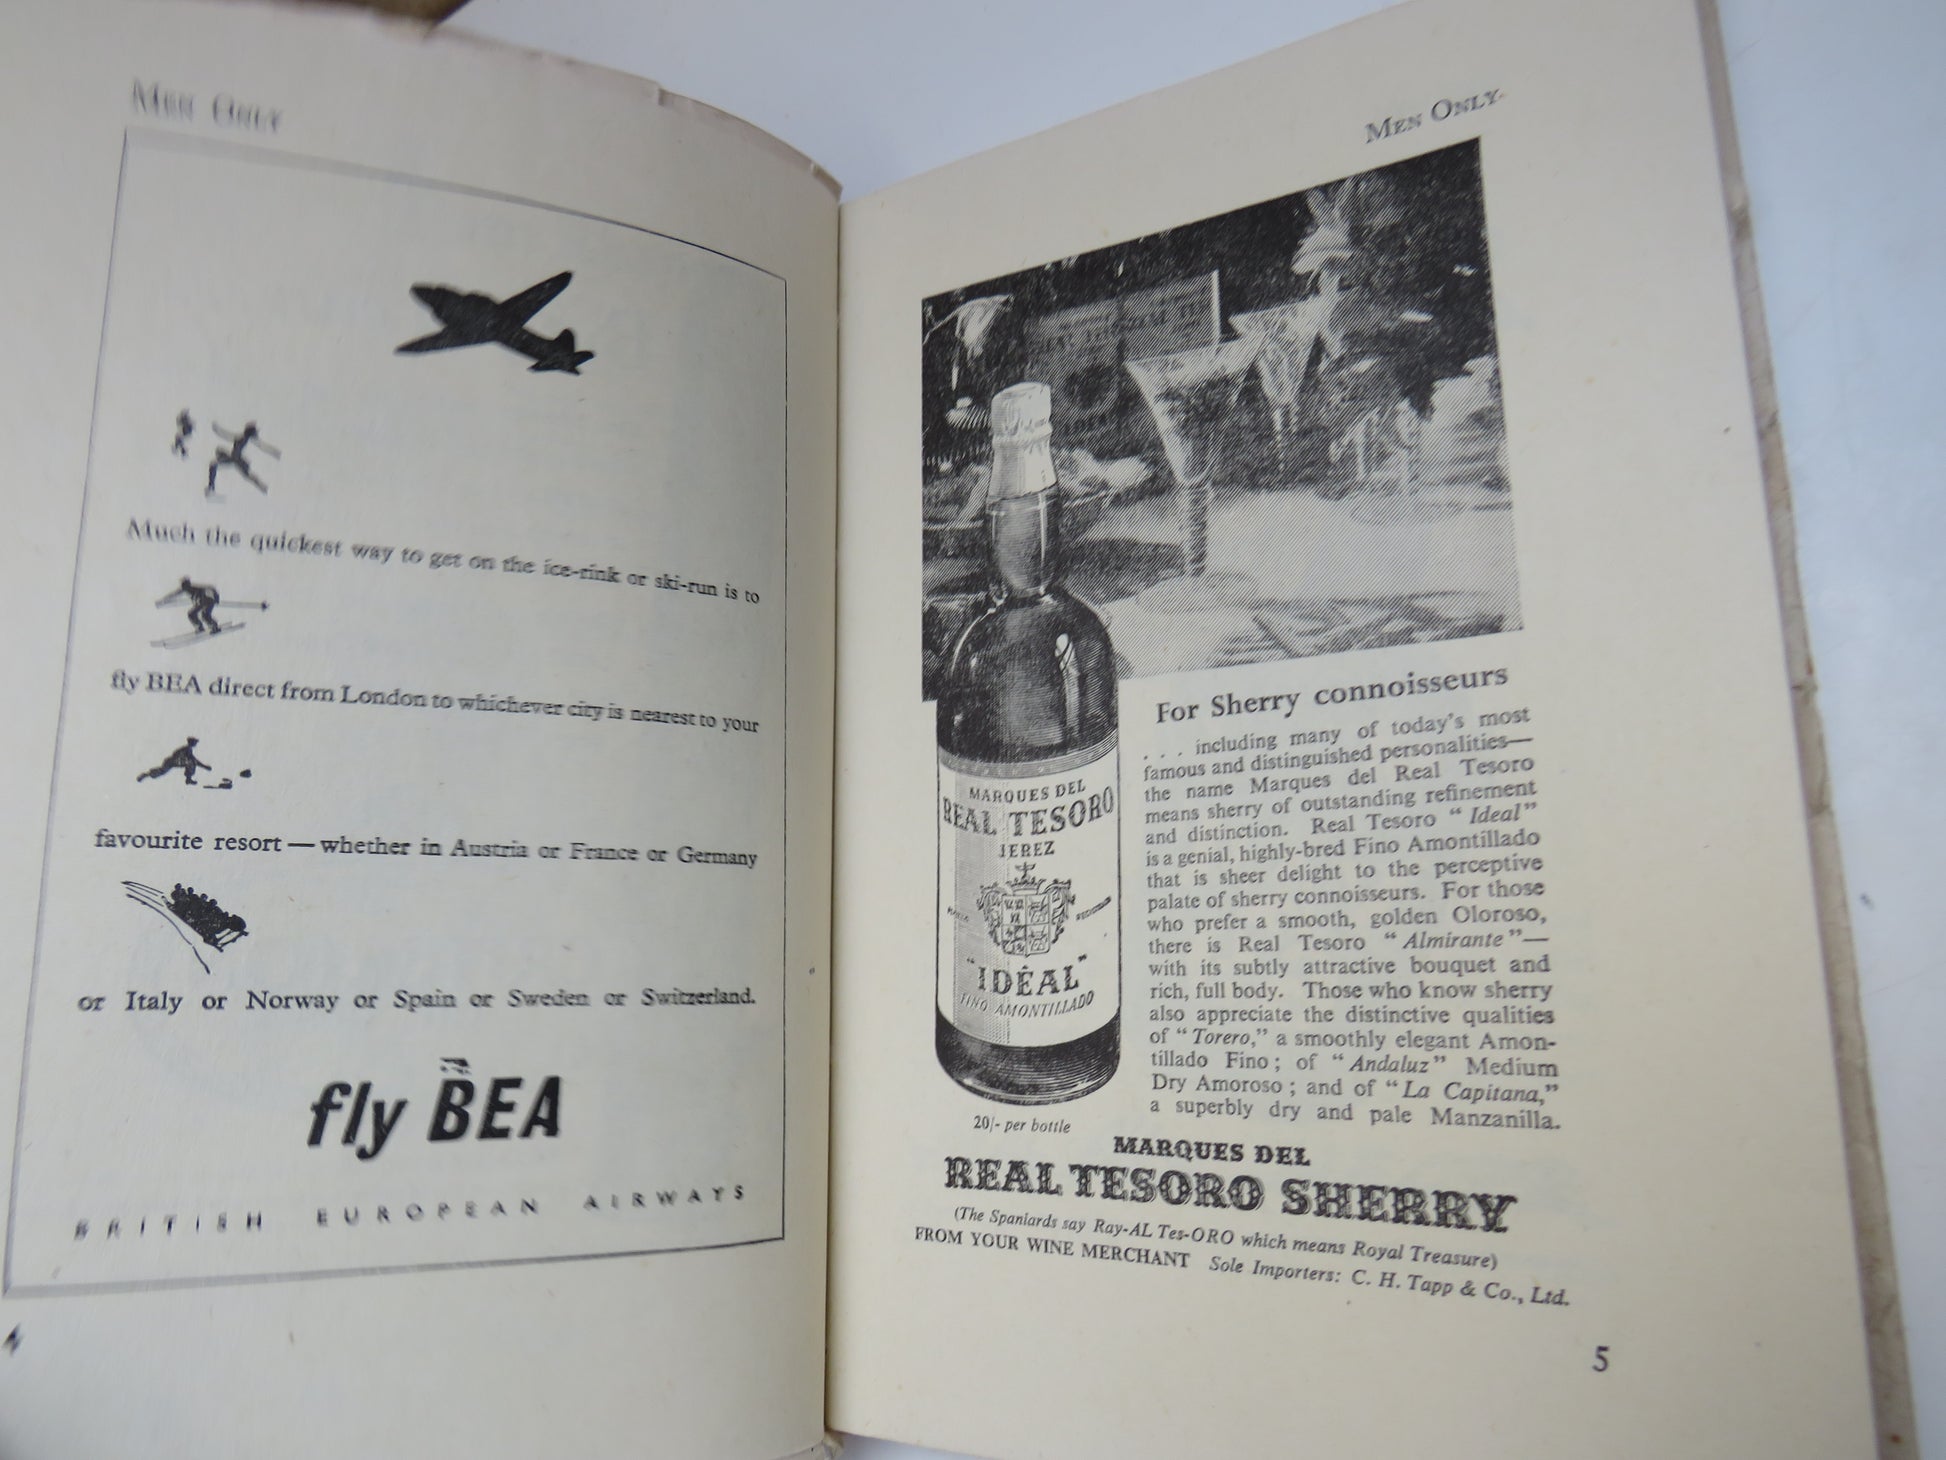 MEN ONLY
Much the quickest way to get on the ice-rink or ski-run is to
fly BEA direct from London to whichever city is nearest to your
favourite resort — whether in Austria or France or Germany
or Italy or Norway or Spain or Sweden or Switzerland.
fly BEA
BRITISH EUROPEAN AIRWAYS
MEN ONLY
MARQUES DEL
REAL TESORO
JEREZ
"IDÉAL"
FINO AMONTILLADO
20/- per bottle
For Sherry connoisseurs
. . . including many of today's most
famous and distinguished personalities—
the name Marques del Real Tesoro
means sherry of outstanding refinement
and distinction. Real Tesoro "Ideal"
is a genial, highly-bred Fino Amontillado
that is sheer delight to the perceptive
palate of sherry connoisseurs. For those
who prefer a smooth, golden Oloroso,
there is Real Tesoro "Almirante"—
with its subtly attractive bouquet and
rich, full body. Those who know sherry
also appreciate the distinctive qualities
of "Torero," a smoothly elegant Amon-
tillado Fino; of "Andaluz" Medium
Dry Amoroso; and of "La Capitana,"
a superbly dry and pale Manzanilla.
MARQUES DEL
REAL TESORO SHERRY
(The Spaniards say Ray-AL Tes-ORO which means Royal Treasure)
FROM YOUR WINE MERCHANT Sole Importers: C. H. Tapp & Co., Ltd.
5